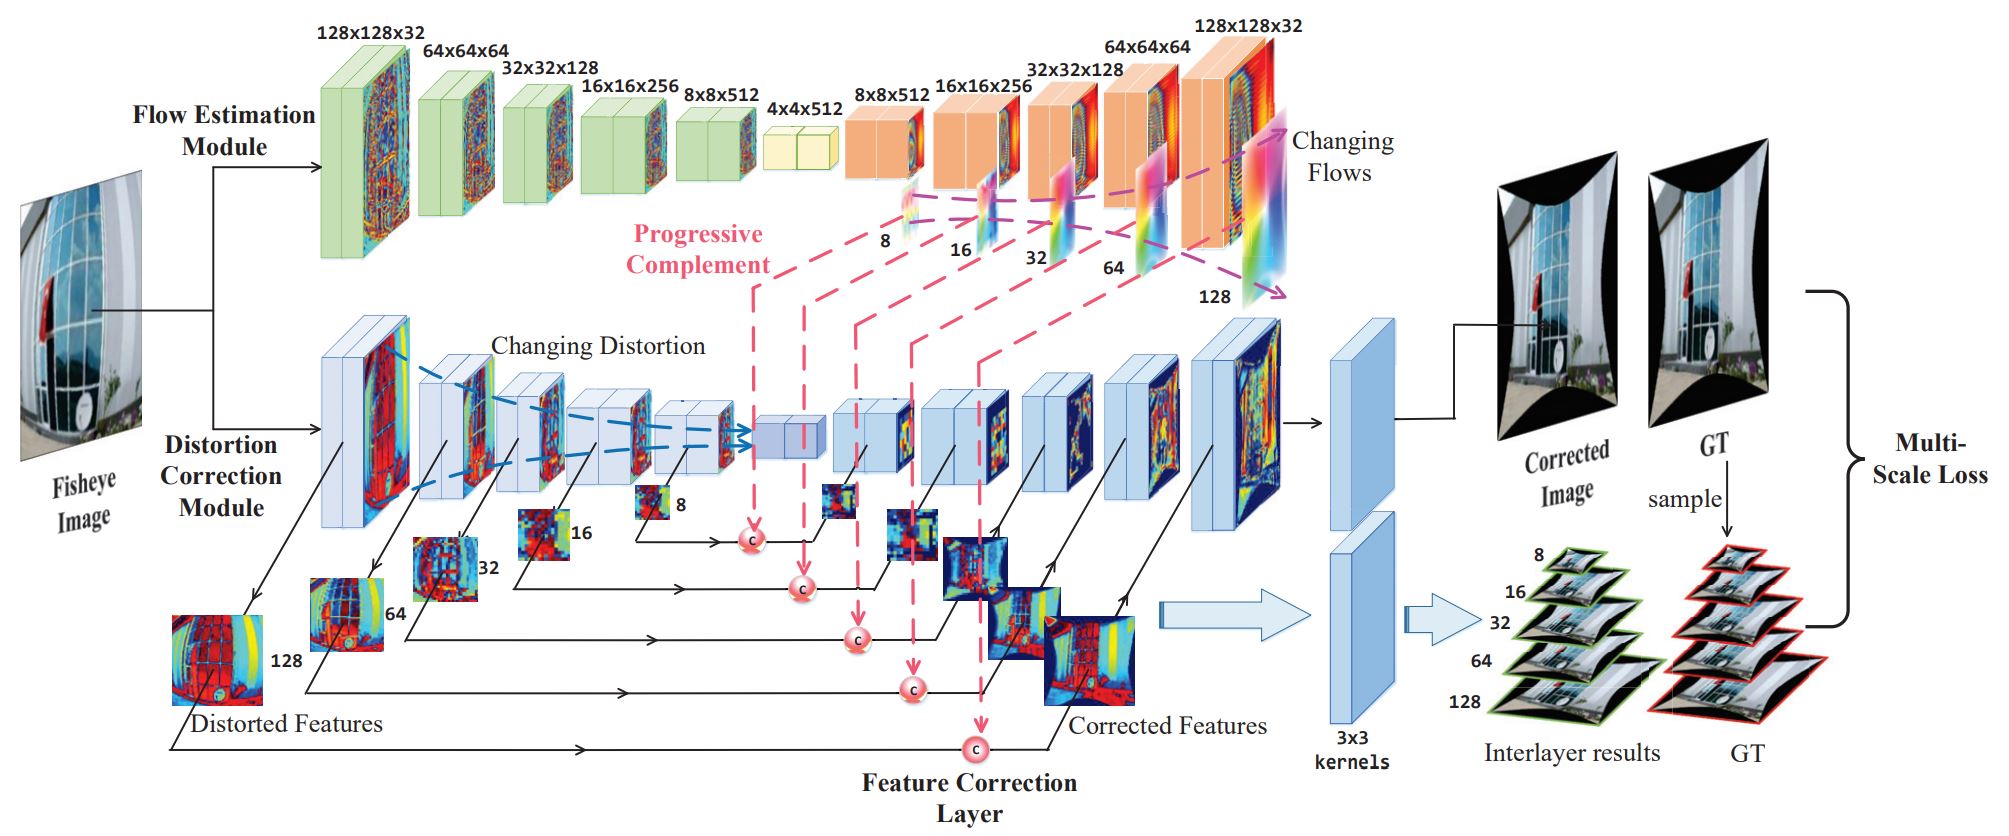 128x128x32
64x64x64
32x32x128
16x16x256
8x8x512
4x4x512
8x8x512
16x16x256
32x32x128
64x64x64
128x128x32
Flow Estimation
Module
Changing
Flows
Progressive
Complement
8
16
32
64
128
Fisheye
Image
Changing Distortion
Distortion
Correction
Module
8
16
32
64
128
C
C
C
C
C
Distorted Features
Corrected Features
Feature Correction
Layer
3x3
kernels
Corrected
Image
GT
sample
Multi-
Scale Loss
8
16
32
64
128
Interlayer results
GT